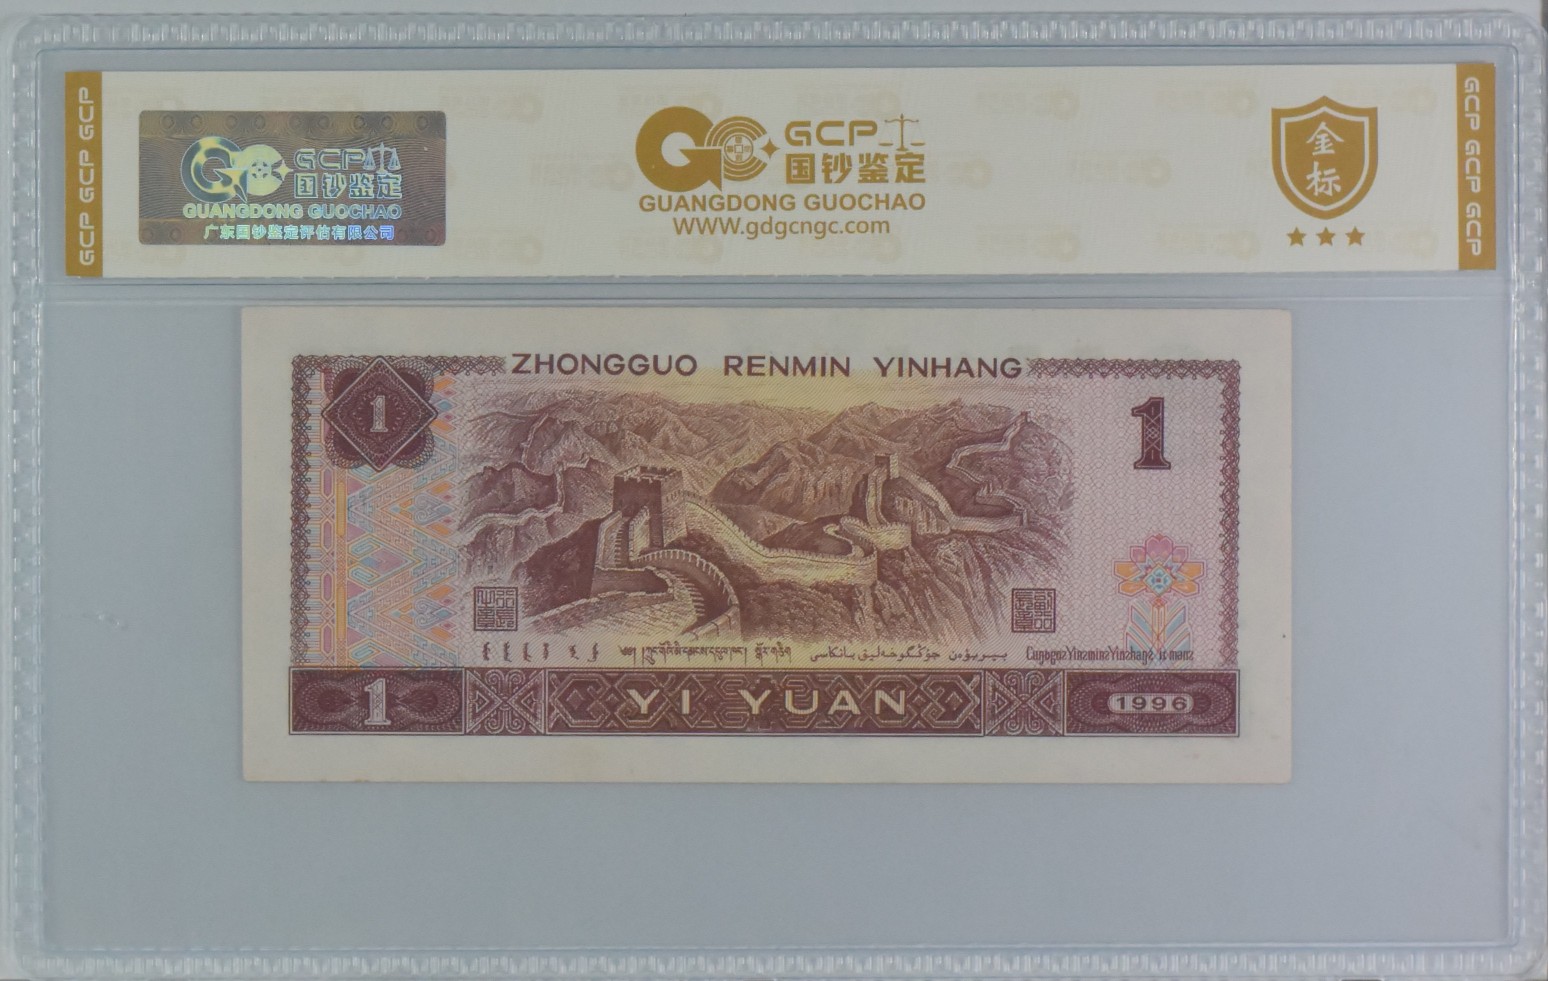 GCP GCP GCP
GCP
国钞鉴定
GUANGDONG GUOCHAO
广东国钞鉴定评估有限公司
GCP
国钞鉴定
GUANGDONG GUOCHAO
WWW.gdgcngc.com
金
标
GCP GCP GCP
ZHONGGUO RENMIN YINHANG
1
1
1
YI YUAN
1996